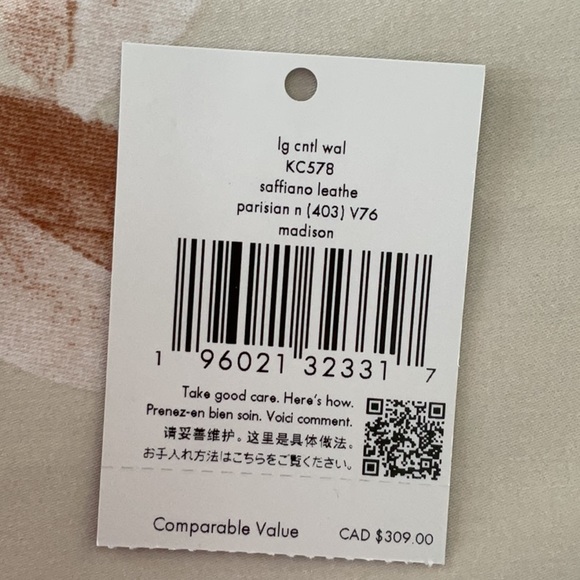 lg cntl wal
KC578
saffiano leathe
parisian n (403) V76
madison
1 96021 32331 7
Take good care. Here's how.
Prenez-en bien soin. Voici comment.
请妥善维护。这里是具体做法。
お手入れ方法はこちらをご覧ください。
Comparable Value CAD $309.00